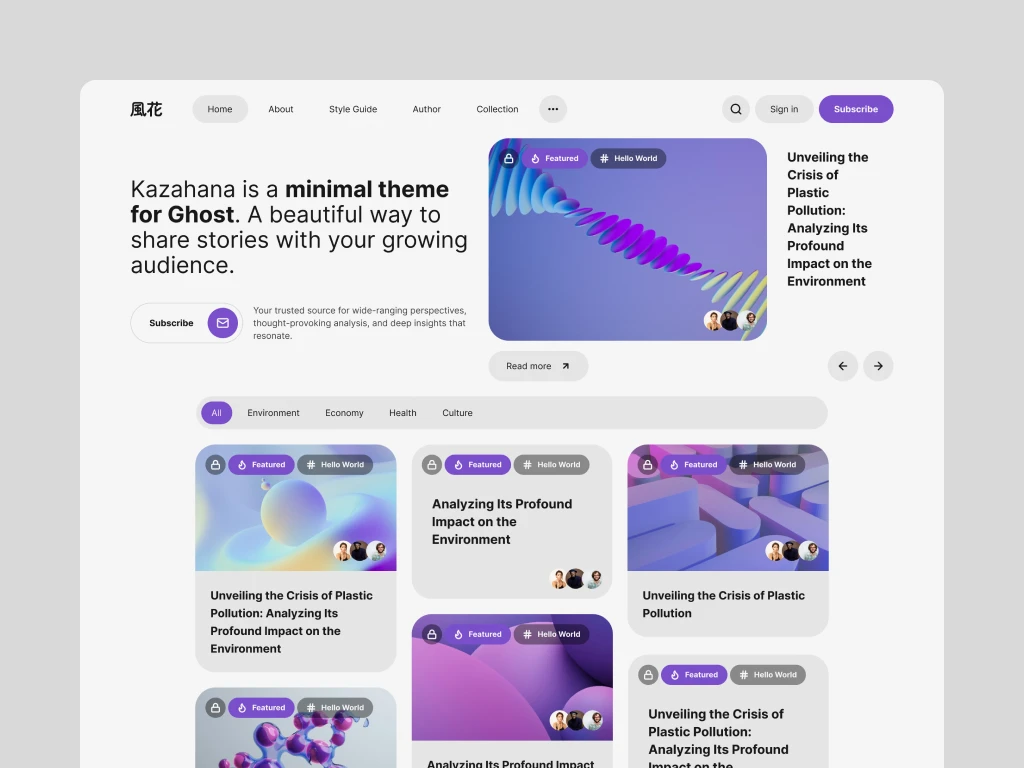 風花
Home
About
Style Guide
Author
Collection
Sign in
Subscribe
Kazahana is a minimal theme
for Ghost. A beautiful way to
share stories with your growing
audience.
Subscribe
Your trusted source for wide-ranging perspectives,
thought-provoking analysis, and deep insights that
resonate.
Featured
# Hello World
Unveiling the
Crisis of
Plastic
Pollution:
Analyzing Its
Profound
Impact on the
Environment
Read more
All
Environment
Economy
Health
Culture
Featured
# Hello World
Unveiling the Crisis of Plastic
Pollution: Analyzing Its
Profound Impact on the
Environment
Featured
# Hello World
Analyzing Its Profound
Impact on the
Environment
Featured
# Hello World
Unveiling the Crisis of Plastic
Pollution
Featured
# Hello World
Featured
# Hello World
Analyzing Its Profound Impact
Featured
# Hello World
Unveiling the Crisis of
Plastic Pollution:
Analyzing Its Profound
Impact on the